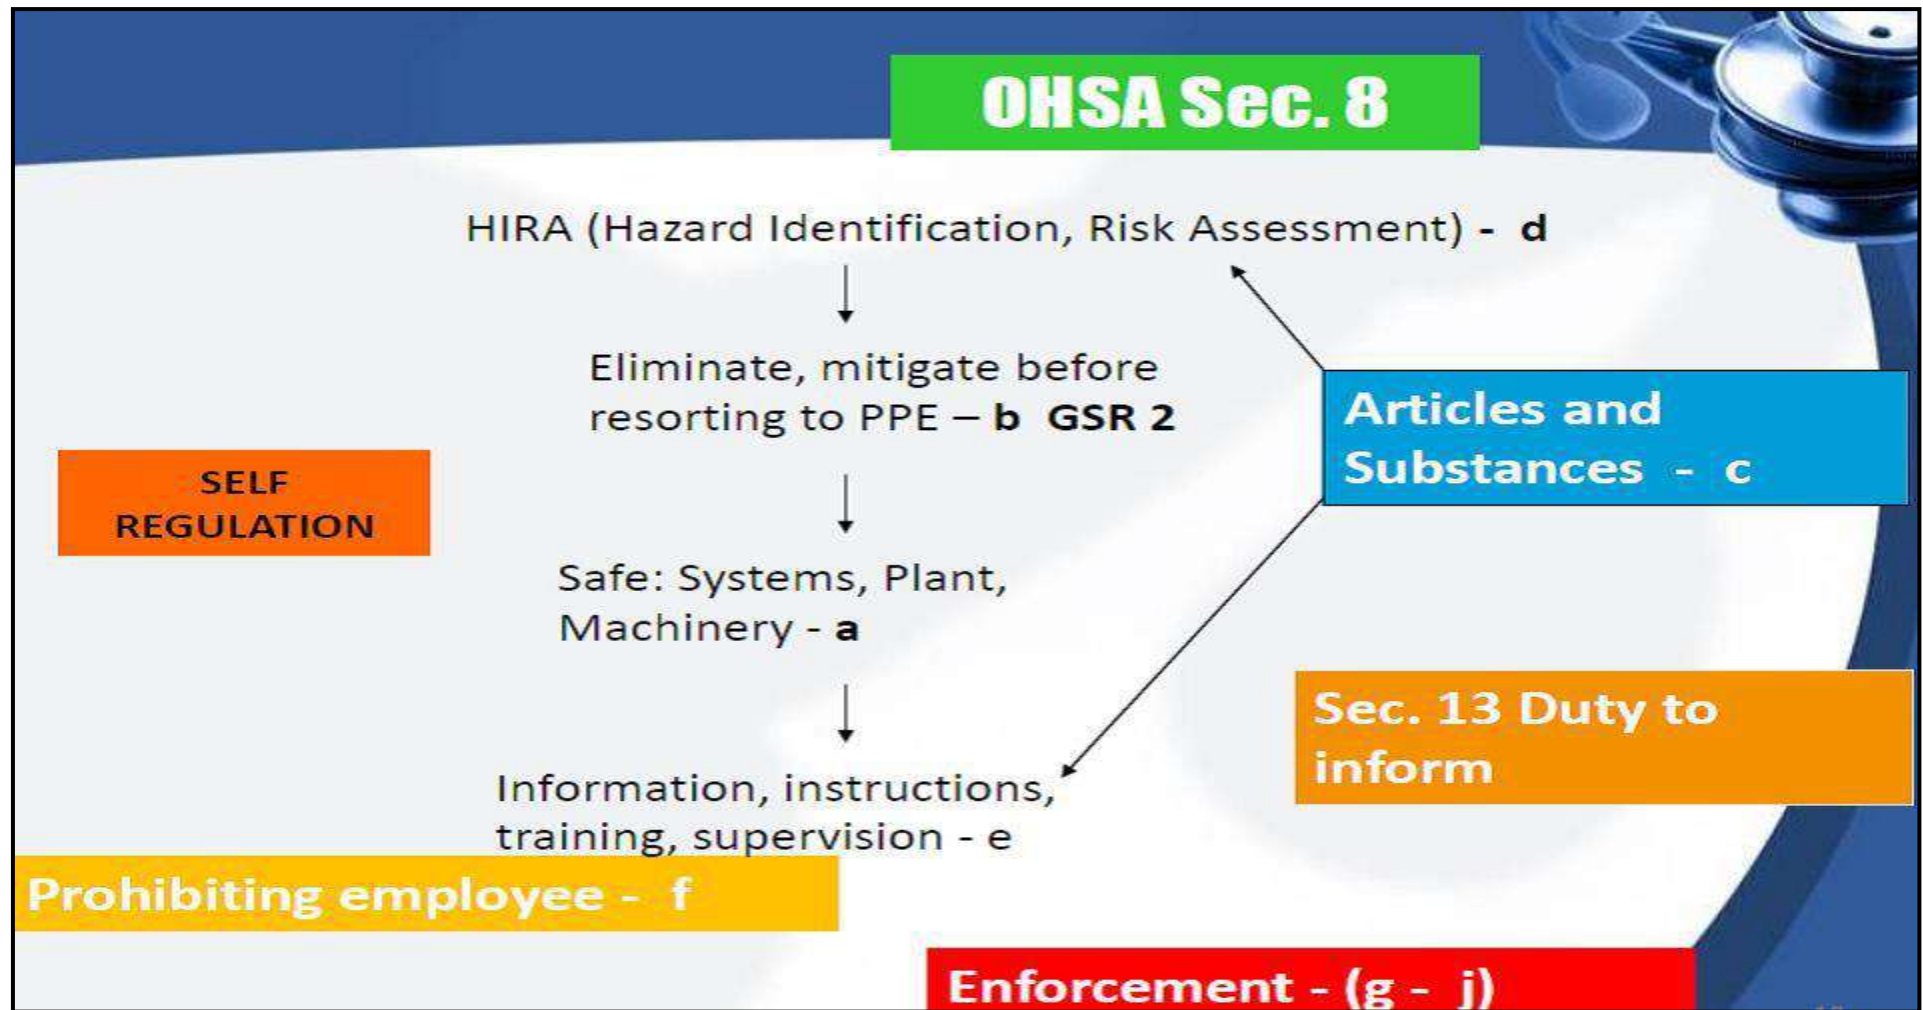 OHSA Sec. 8
HIRA (Hazard Identification, Risk Assessment) - d
Eliminate, mitigate before
resorting to PPE – b GSR 2
Articles and
Substances - c
SELF
REGULATION
Safe: Systems, Plant,
Machinery - a
Sec. 13 Duty to
inform
Information, instructions,
training, supervision - e
Prohibiting employee - f
Enforcement - (g - j)